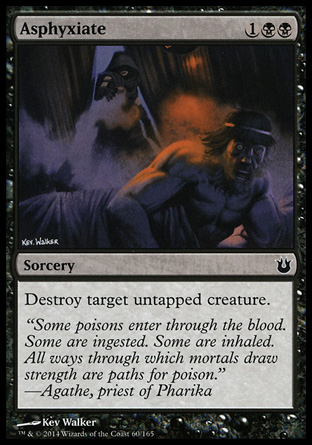 Asphyxiate 1
KEV. WALKER
Sorcery
Destroy target untapped creature.
“Some poisons enter through the blood.
Some are ingested. Some are inhaled.
All ways through which mortals draw
strength are paths for poison.”
—Agathe, priest of Pharika
Kev Walker
™ & © 2014 Wizards of the Coast 60/165